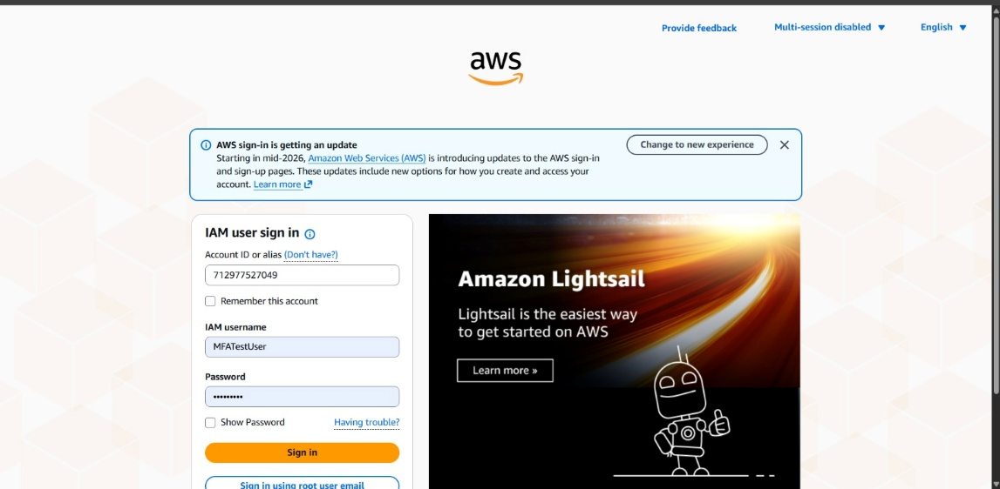 Provide feedback
Multi-session disabled
English
aws
AWS sign-in is getting an update
Starting in mid-2026, Amazon Web Services (AWS) is introducing updates to the AWS sign-in
and sign-up pages. These updates include new options for how you create and access your
account. Learn more
Change to new experience
IAM user sign in
Account ID or alias (Don't have?)
712977527049
Remember this account
IAM username
MFATestUser
Password
•••••••••
Show Password
Having trouble?
Sign in
Sign in using root user email
Amazon Lightsail
Lightsail is the easiest way
to get started on AWS
Learn more »